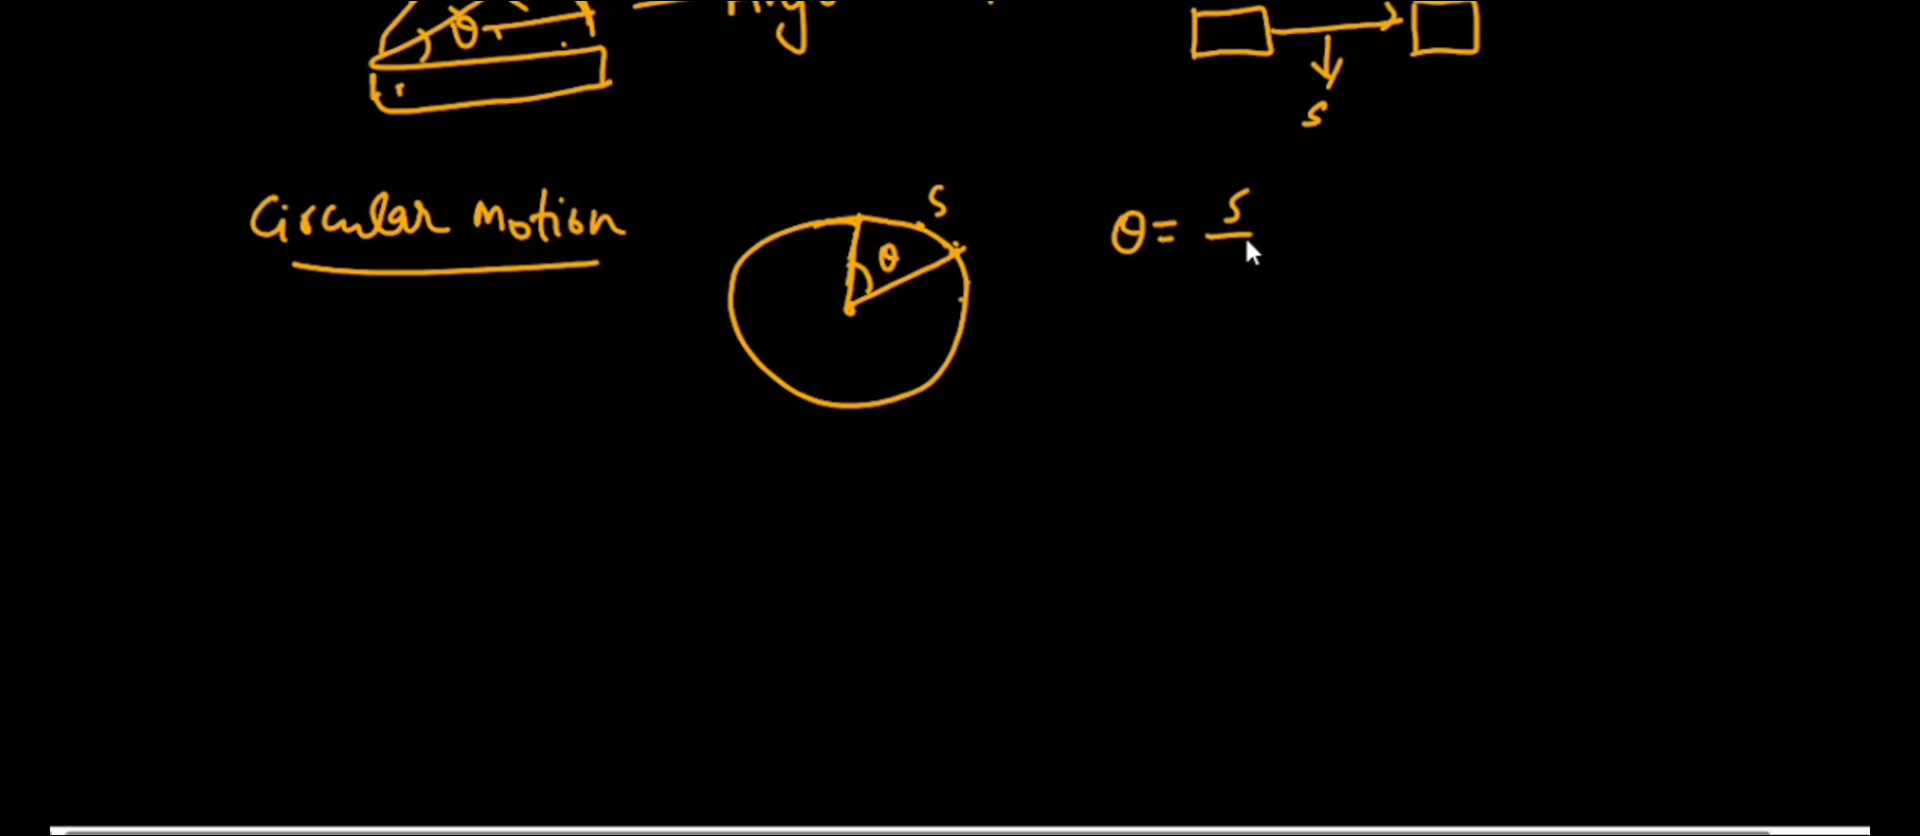 θ
s
Circular Motion
s
θ
θ = s